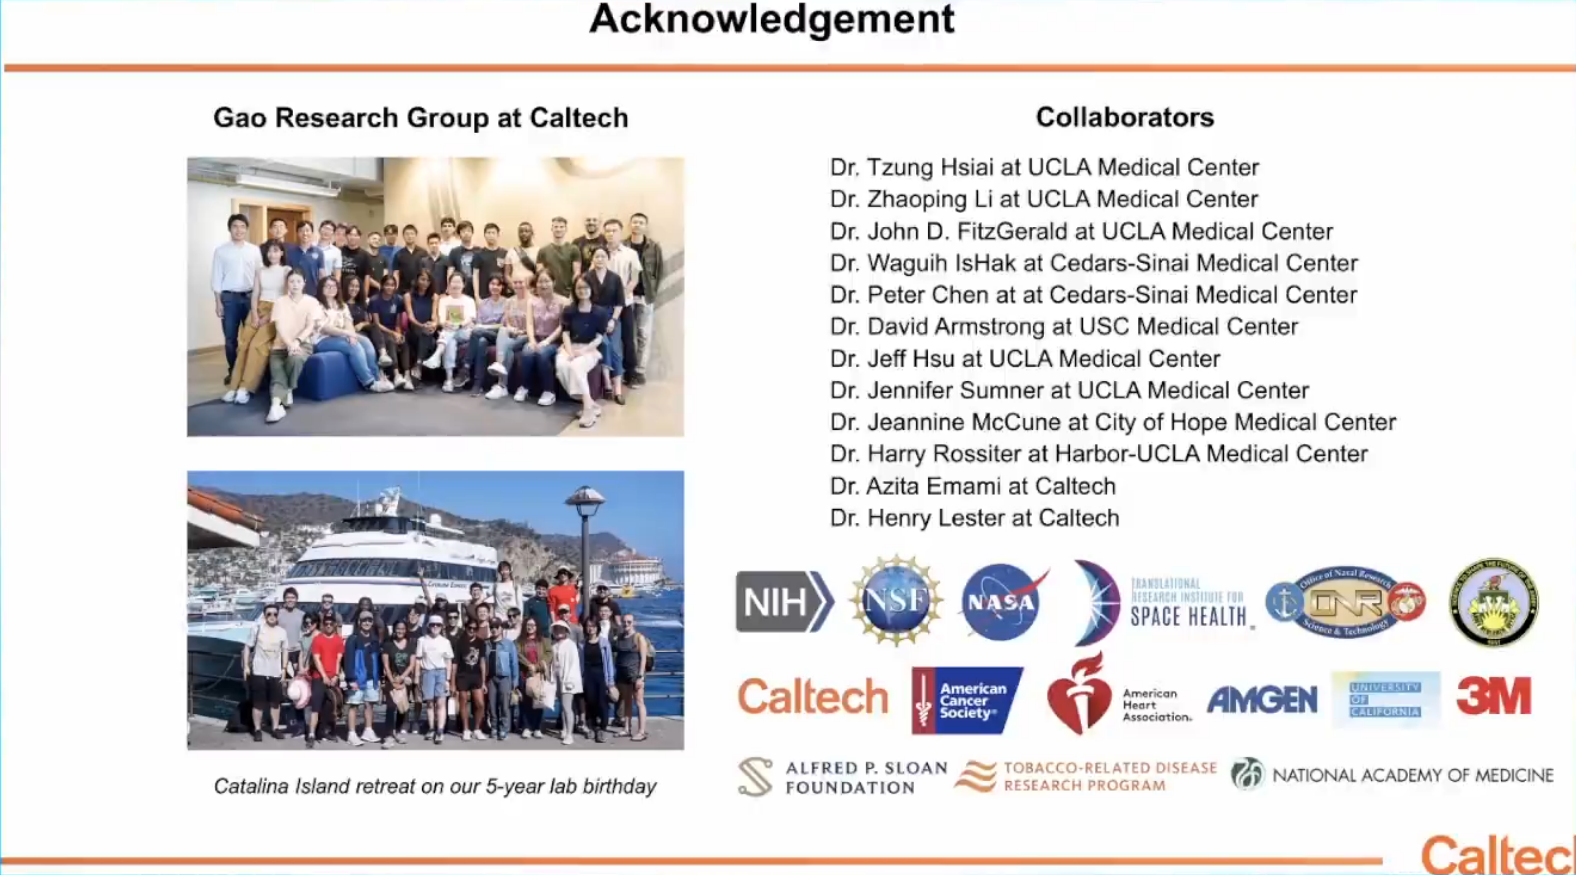 Acknowledgement
Gao Research Group at Caltech
Catalina Island retreat on our 5-year lab birthday
Collaborators
Dr. Tzung Hsiai at UCLA Medical Center
Dr. Zhaoping Li at UCLA Medical Center
Dr. John D. FitzGerald at UCLA Medical Center
Dr. Waguih IsHak at Cedars-Sinai Medical Center
Dr. Peter Chen at at Cedars-Sinai Medical Center
Dr. David Armstrong at USC Medical Center
Dr. Jeff Hsu at UCLA Medical Center
Dr. Jennifer Sumner at UCLA Medical Center
Dr. Jeannine McCune at City of Hope Medical Center
Dr. Harry Rossiter at Harbor-UCLA Medical Center
Dr. Azita Emami at Caltech
Dr. Henry Lester at Caltech
NIH
NSF
NASA
TRANSLATIONAL
RESEARCH INSTITUTE FOR
SPACE HEALTH
Office of Naval Research
ONR
Science & Technology
Caltech
American
Cancer
Society®
American
Heart
Association®
AMGEN
UNIVERSITY
OF
CALIFORNIA
3M
ALFRED P. SLOAN
FOUNDATION
TOBACCO-RELATED DISEASE
RESEARCH PROGRAM
NATIONAL ACADEMY OF MEDICINE
Caltec